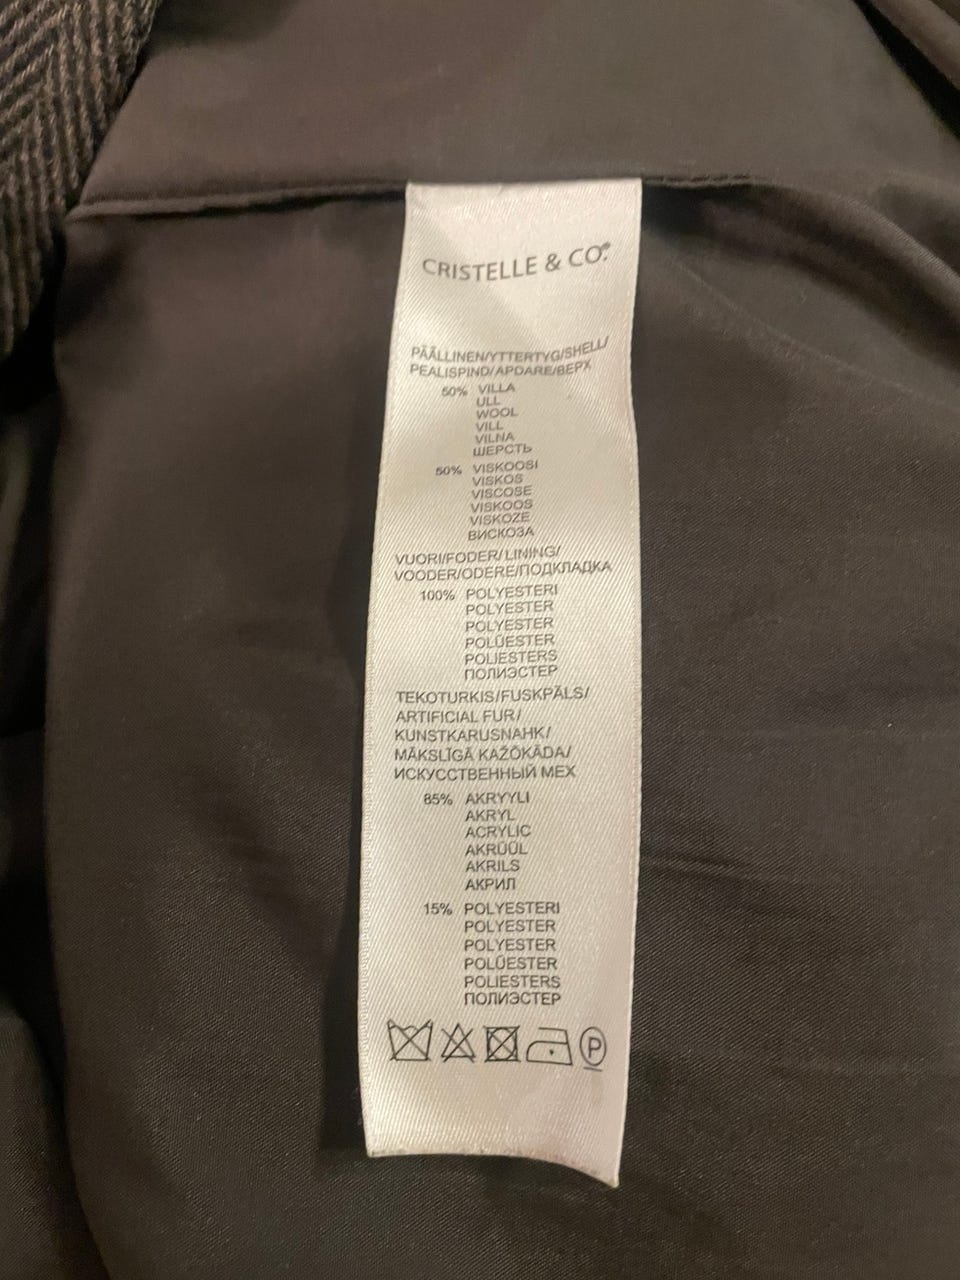 CRISTELLE & CO.®
PÄÄLLINEN/YTTERTYG/SHELL/
PEALISPIND/APDARE/ВЕРХ
50% VILLA
ULL
WOOL
VILL
VILNA
ШЕРСТЬ
50% VISKOOSI
VISKOS
VISCOSE
VISKOOS
VISKOZE
ВИСКОЗА
VUORI/FODER/LINING/
VOODER/ODERE/ПОДКЛАДКА
100% POLYESTERI
POLYESTER
POLYESTER
POLÜESTER
POLIESTERS
ПОЛИЭСТЕР
TEKOTURKIS/FUSKPÄLS/
ARTIFICIAL FUR/
KUNSTKARUSNAHK/
MĀKSLĪGĀ KAŽOKĀDA/
ИСКУССТВЕННЫЙ МЕХ
85% AKRYYLI
AKRYL
ACRYLIC
AKRÜÜL
AKRILS
АКРИЛ
15% POLYESTERI
POLYESTER
POLYESTER
POLÜESTER
POLIESTERS
ПОЛИЭСТЕР
P